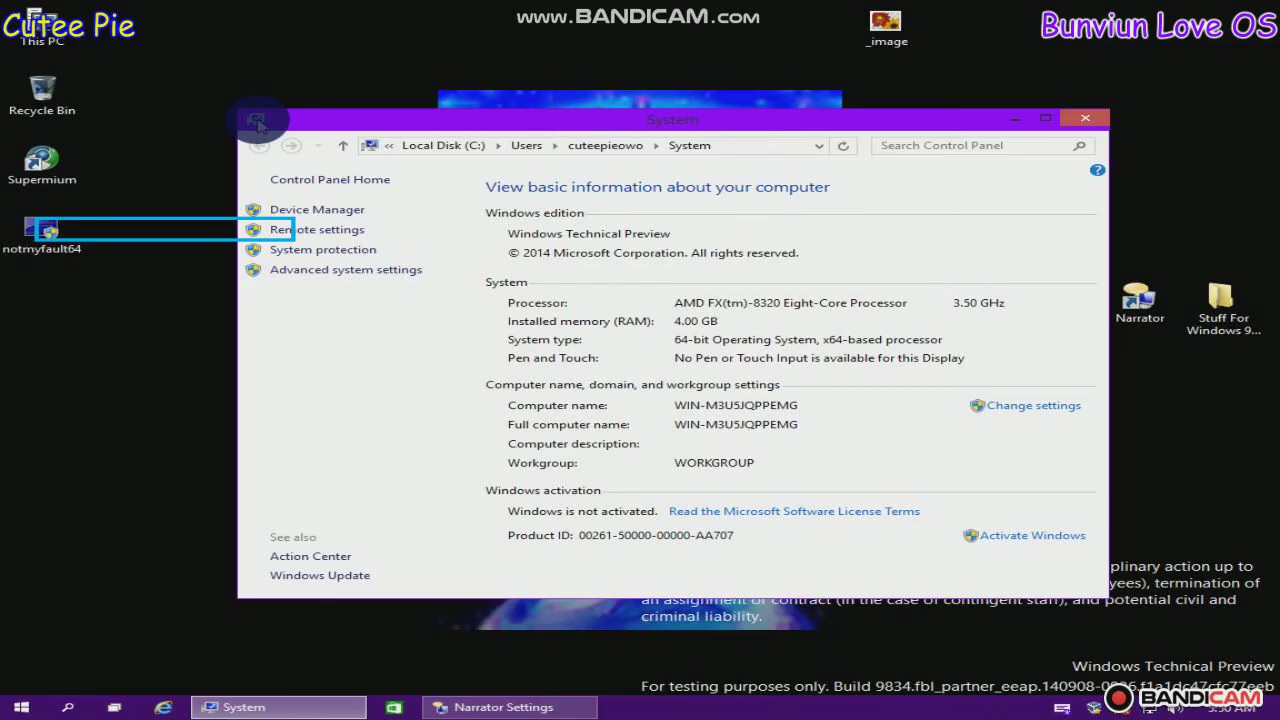 Cutee Pie
www.BANDICAM.com
Bunviun Love OS
This PC
_image
Recycle Bin
Supermium
notmyfault64
System
Local Disk (C:) Users cuteepieowo System
Search Control Panel
Control Panel Home
Device Manager
Remote settings
System protection
Advanced system settings
View basic information about your computer
Windows edition
Windows Technical Preview
© 2014 Microsoft Corporation. All rights reserved.
System
Processor: AMD FX(tm)-8320 Eight-Core Processor 3.50 GHz
Installed memory (RAM): 4.00 GB
System type: 64-bit Operating System, x64-based processor
Pen and Touch: No Pen or Touch Input is available for this Display
Computer name, domain, and workgroup settings
Computer name: WIN-M3U5JQPPEMG
Change settings
Full computer name: WIN-M3U5JQPPEMG
Computer description:
Workgroup: WORKGROUP
Windows activation
Windows is not activated. Read the Microsoft Software License Terms
Product ID: 00261-50000-00000-AA707
Activate Windows
See also
Action Center
Windows Update
Narrator
Stuff For
Windows 9...
plinary action up to
yees), termination of
an assignment of contract (in the case of contingent staff), and potential civil and
criminal liability.
Windows Technical Preview
For testing purposes only. Build 9834.fbl_partner_eeap.140908-
System
Narrator Settings
BANDICAM